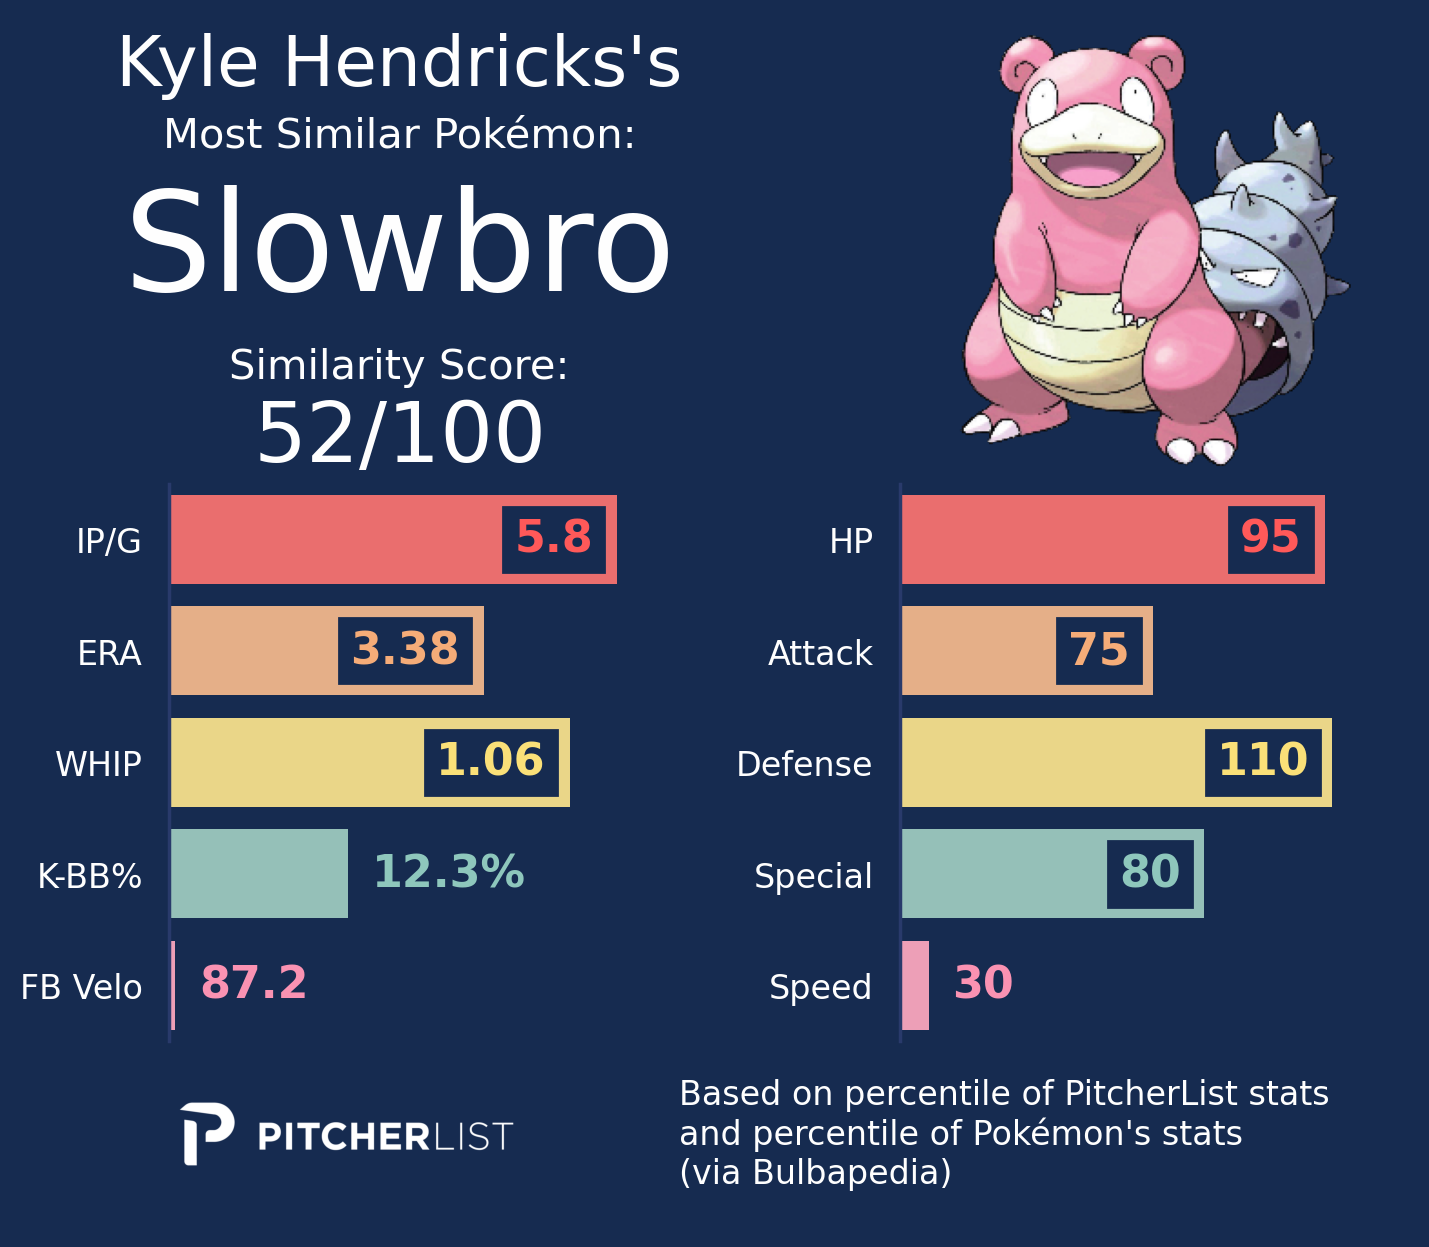 Kyle Hendricks's
Most Similar Pokémon:
Slowbro
Similarity Score:
52/100
IP/G 5.8
ERA 3.38
WHIP 1.06
K-BB% 12.3%
FB Velo 87.2
HP 95
Attack 75
Defense 110
Special 80
Speed 30
PITCHERLIST
Based on percentile of PitcherList stats
and percentile of Pokémon's stats
(via Bulbapedia)